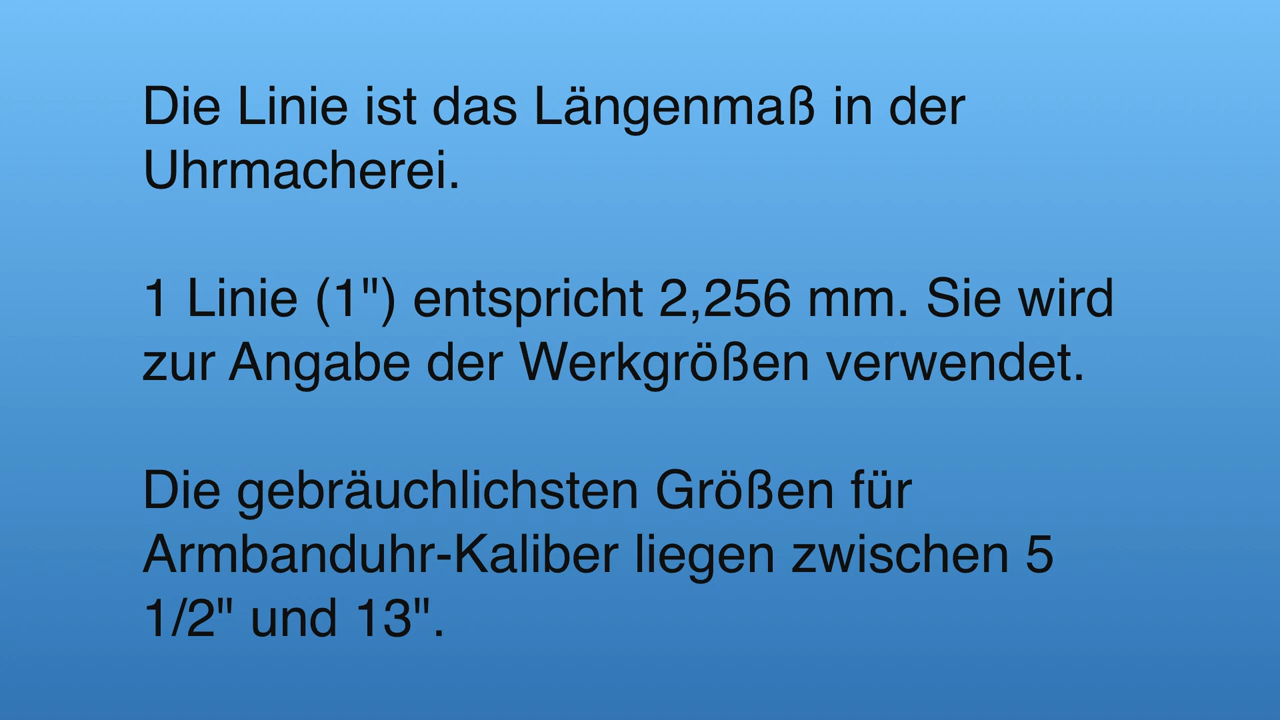 Die Linie ist das Längenmaß in der
Uhrmacherei.
1 Linie (1") entspricht 2,256 mm. Sie wird
zur Angabe der Werkgrößen verwendet.
Die gebräuchlichsten Größen für
Armbanduhr-Kaliber liegen zwischen 5
1/2" und 13".